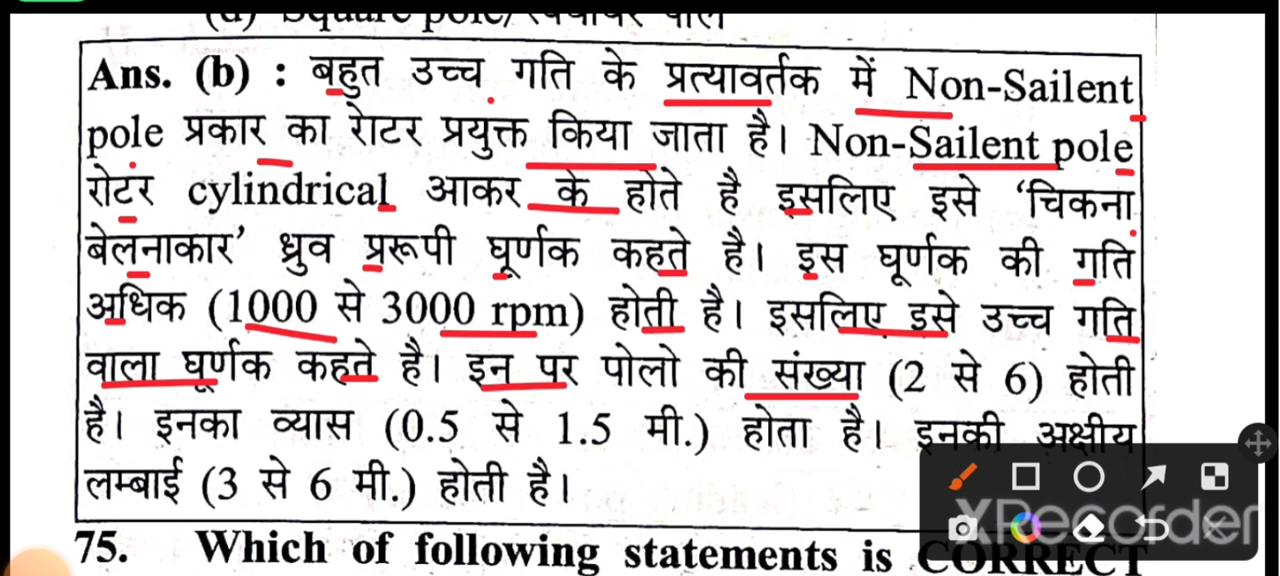 (d) Square pole/
Ans. (b) : बहुत उच्च गति के प्रत्यावर्तक में Non-Sailent
pole प्रकार का रोटर प्रयुक्त किया जाता है। Non-Sailent pole
रोटर cylindrical आकर के होते है इसलिए इसे ‘चिकना
बेलनाकार’ ध्रुव प्ररूपी घूर्णक कहते है। इस घूर्णक की गति
अधिक (1000 से 3000 rpm) होती है। इसलिए इसे उच्च गति
वाला घूर्णक कहते है। इन पर पोलो की संख्या (2 से 6) होती
है। इनका व्यास (0.5 से 1.5 मी.) होता है। इनकी अक्षीय
लम्बाई (3 से 6 मी.) होती है।
XRecorder
75. Which of following statements is CORRECT